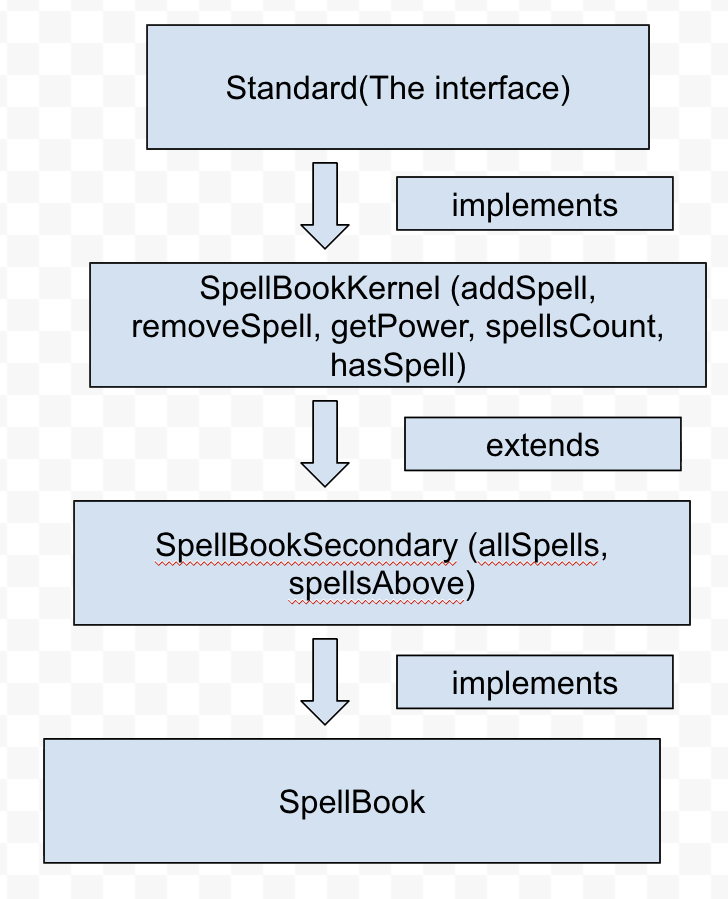 Standard(The interface)
implements
SpellBookKernel (addSpell,
removeSpell, getPower, spellsCount,
hasSpell)
extends
SpellBookSecondary (allSpells,
spellsAbove)
implements
SpellBook